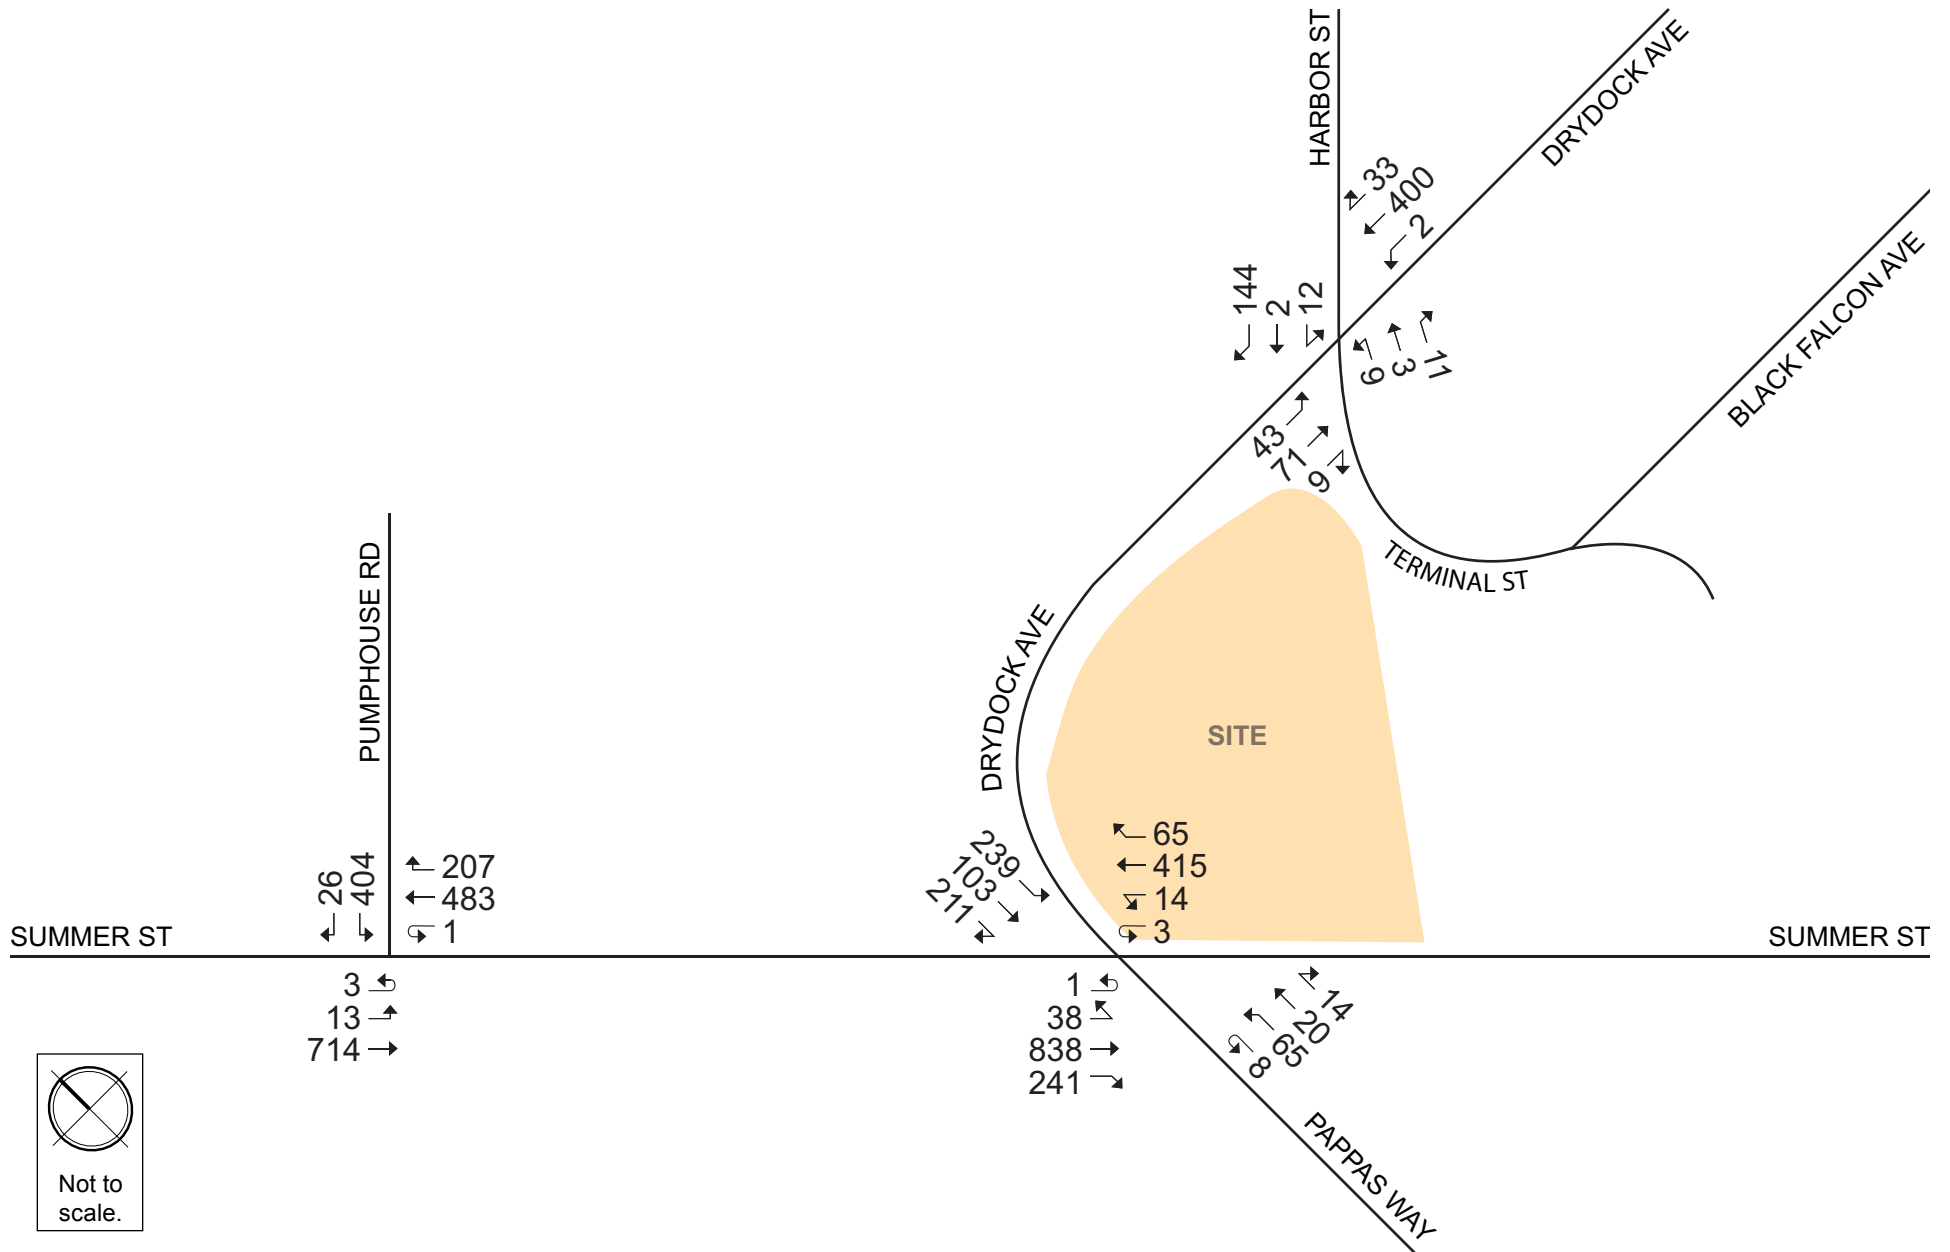 HARBOR ST
DRYDOCK AVE
33
400
2
144
2
12
9
3
11
BLACK FALCON AVE
43
71
9
TERMINAL ST
PUMPHOUSE RD
DRYDOCK AVE
SITE
26
404
207
483
1
239
103
211
65
415
14
3
SUMMER ST
SUMMER ST
3
13
714
1
38
838
241
14
20
65
8
PAPPAS WAY
Not to
scale.